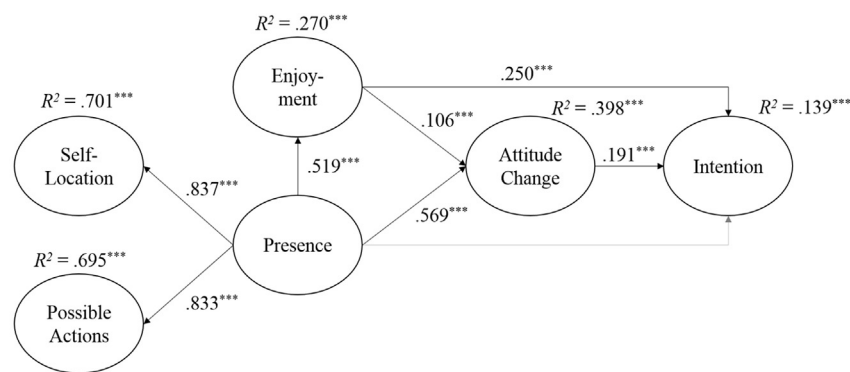 R² = .270***
Enjoy-
ment
.250***
R² = .701***
R² = .398***
R² = .139***
.106***
Self-
Location
Attitude
Change
.191***
Intention
.519***
.837***
.569***
Presence
R² = .695***
.833***
Possible
Actions